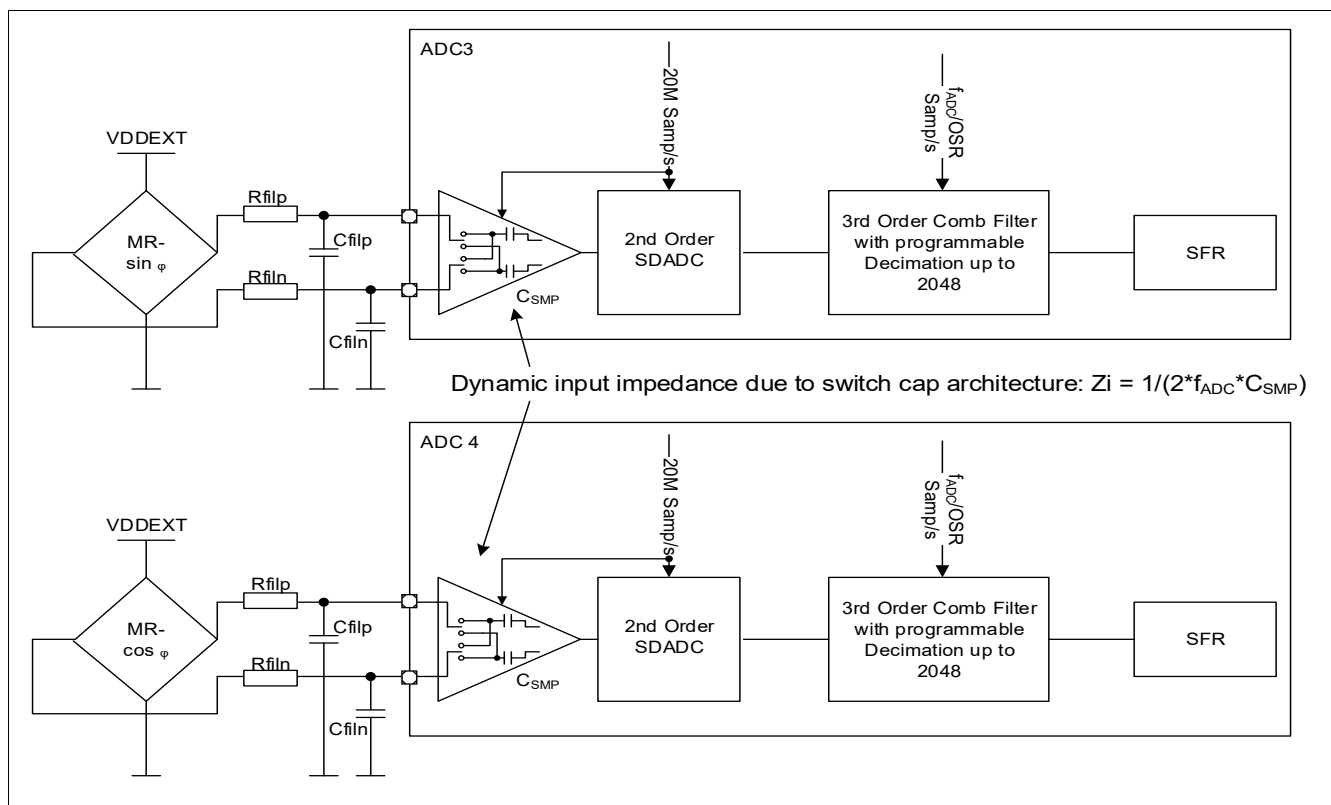 ADC3
20M Samp/s
fADC/OSR
Samp/s
VDDEXT
Rfilp
MR-
sin φ
Cfilp
Rfiln
Cfiln
CSMP
2nd Order
SDADC
3rd Order Comb Filter
with programmable
Decimation up to
2048
SFR
Dynamic input impedance due to switch cap architecture: Zi = 1/(2*fADC*CSMP)
ADC 4
20M Samp/s
fADC/OSR
Samp/s
VDDEXT
Rfilp
MR-
cos φ
Cfilp
Rfiln
Cfiln
CSMP
2nd Order
SDADC
3rd Order Comb Filter
with programmable
Decimation up to
2048
SFR